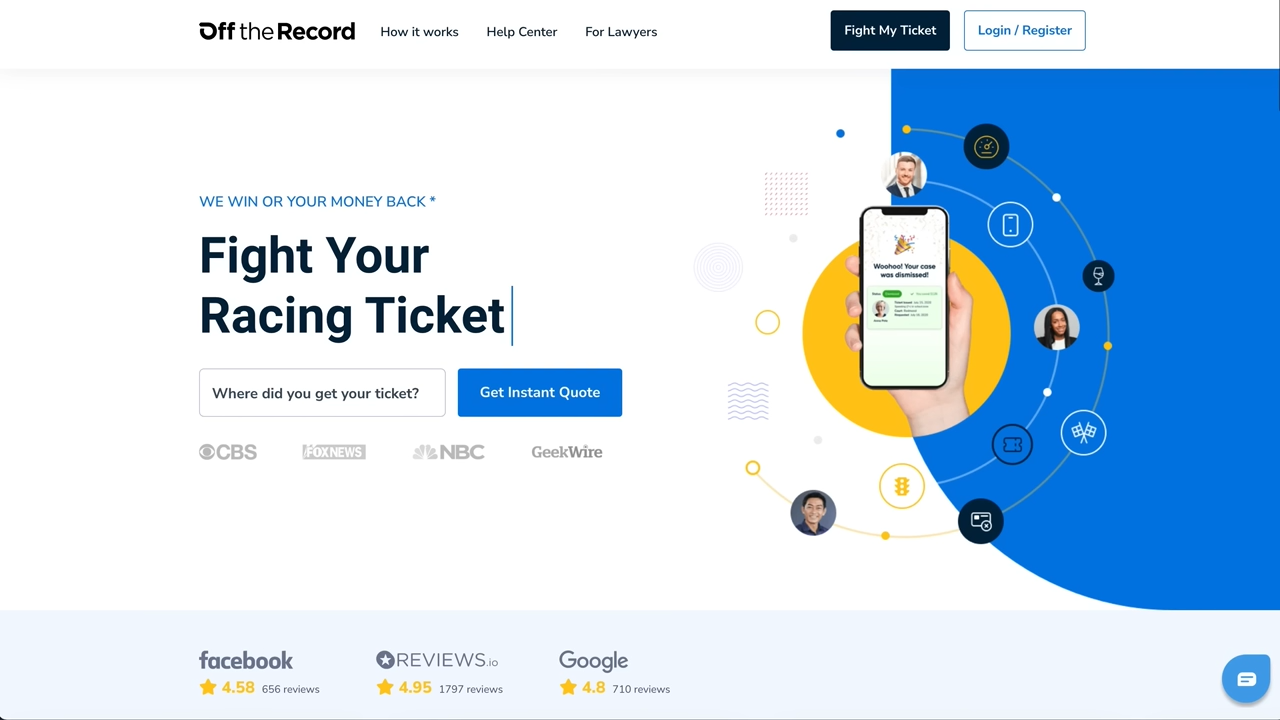 Off the Record
How it works
Help Center
For Lawyers
Fight My Ticket
Login / Register
WE WIN OR YOUR MONEY BACK *
Fight Your
Racing Ticket
Where did you get your ticket?
Get Instant Quote
CBS
FOX NEWS
NBC
GeekWire
Woohoo! Your case
was dismissed!
facebook
4.58 656 reviews
REVIEWS.io
4.95 1797 reviews
Google
4.8 710 reviews